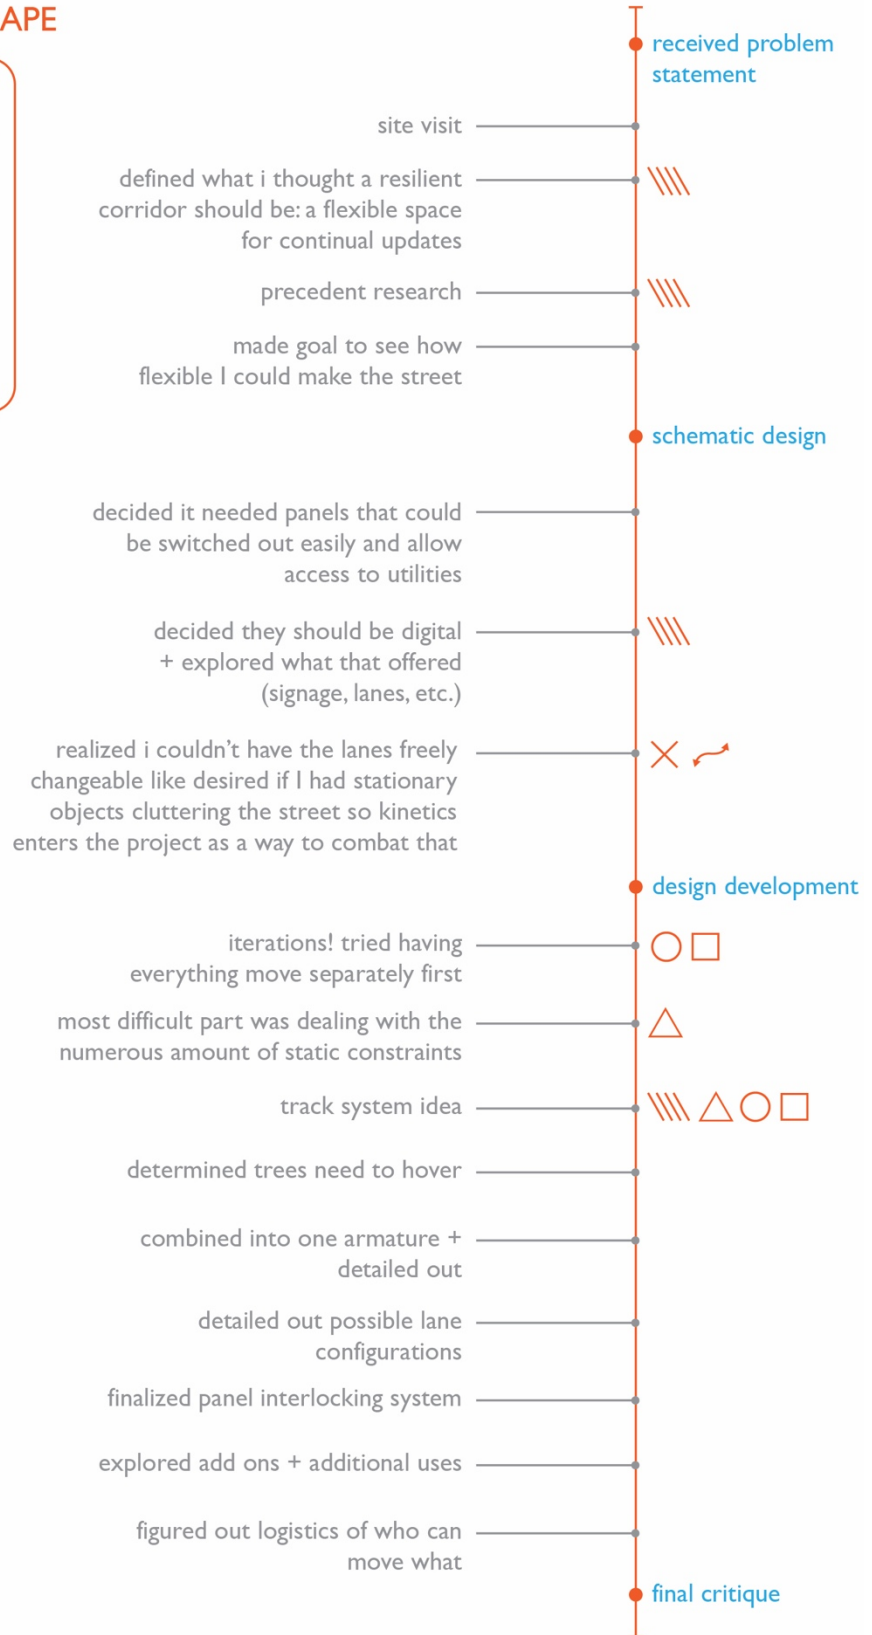 APE
received problem
statement
site visit
defined what i thought a resilient
corridor should be: a flexible space
for continual updates
precedent research
made goal to see how
flexible I could make the street
schematic design
decided it needed panels that could
be switched out easily and allow
access to utilities
decided they should be digital
+ explored what that offered
(signage, lanes, etc.)
realized i couldn't have the lanes freely
changeable like desired if I had stationary
objects cluttering the street so kinetics
enters the project as a way to combat that
design development
iterations! tried having
everything move separately first
most difficult part was dealing with the
numerous amount of static constraints
track system idea
determined trees need to hover
combined into one armature +
detailed out
detailed out possible lane
configurations
finalized panel interlocking system
explored add ons + additional uses
figured out logistics of who can
move what
final critique